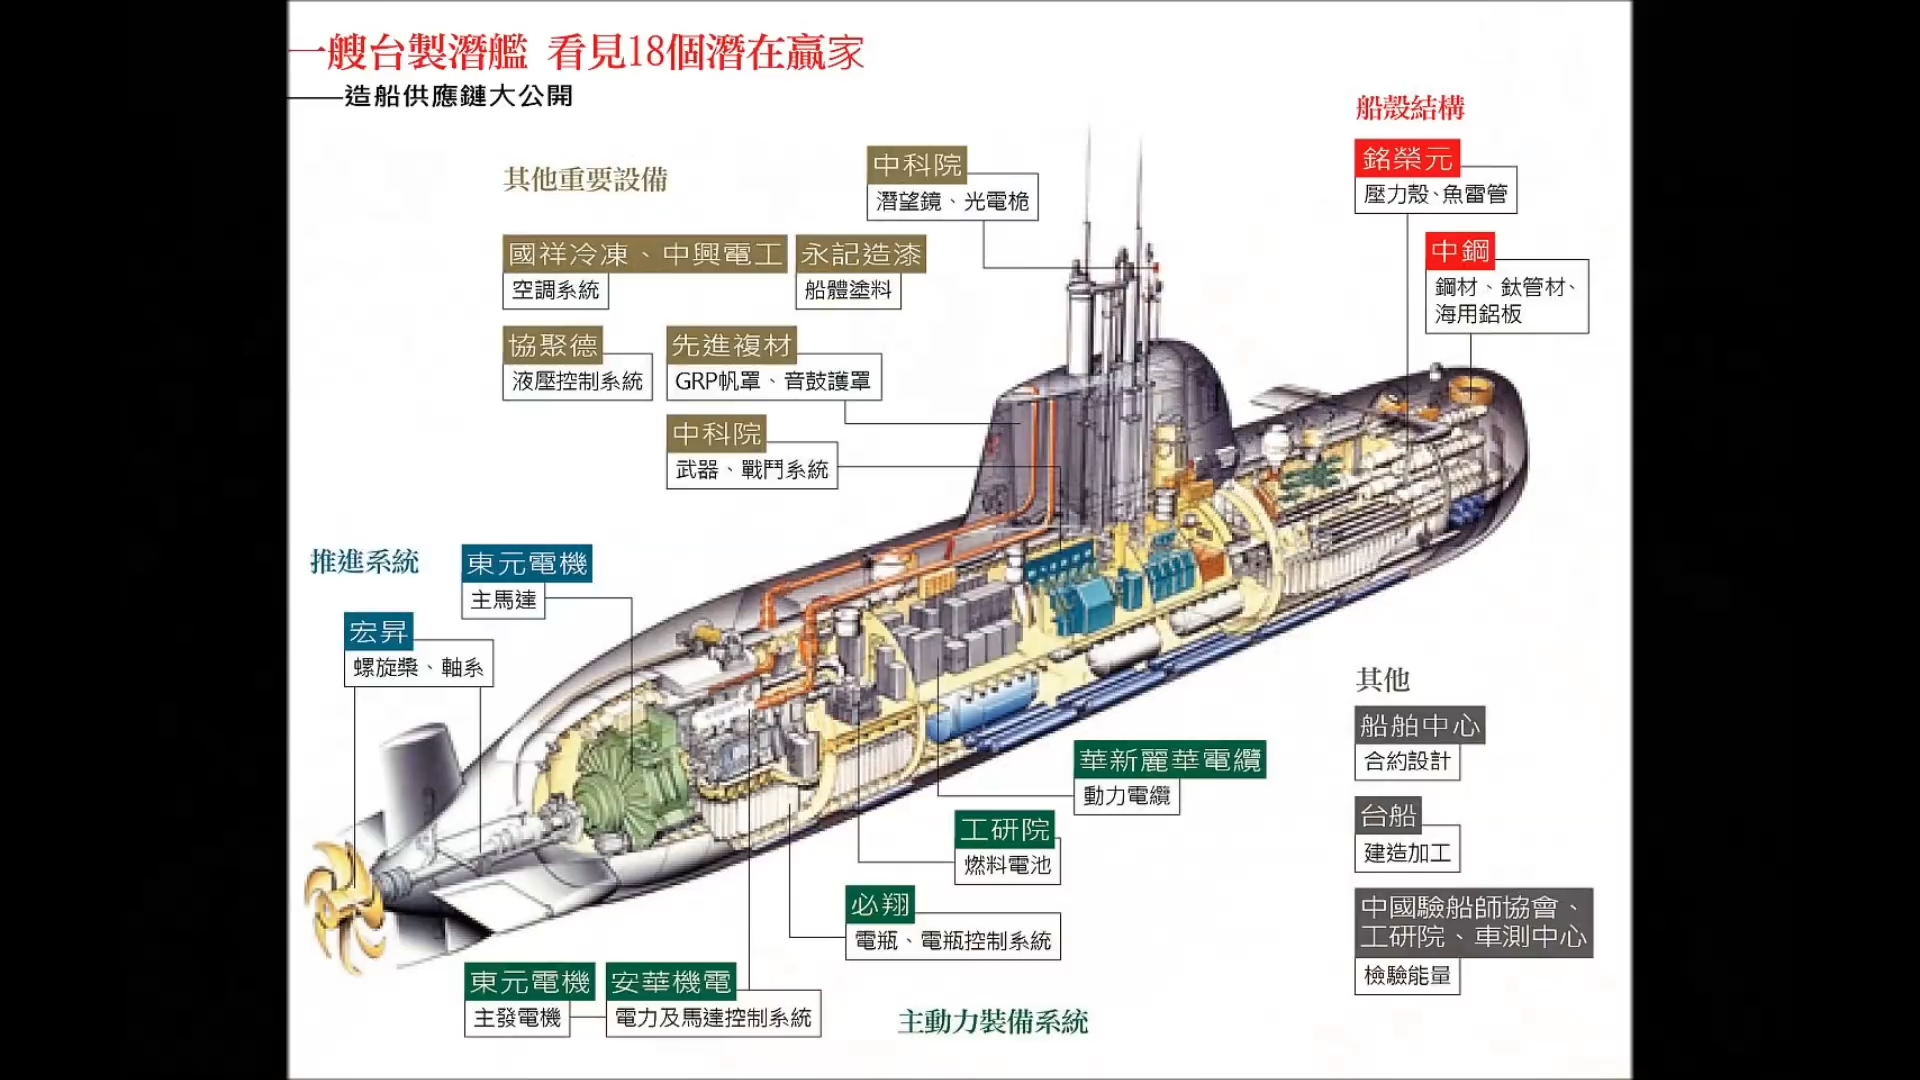 一艘台製潛艦 看見18個潛在贏家
造船供應鏈大公開
其他重要設備
中科院
潛望鏡、光電桅
國祥冷凍、中興電工
空調系統
永記造漆
船體塗料
協聚德
液壓控制系統
先進複材
GRP帆罩、音鼓護罩
中科院
武器、戰鬥系統
船殼結構
銘榮元
壓力殼、魚雷管
中鋼
鋼材、鈦管材、
海用鋁板
推進系統
東元電機
主馬達
宏昇
螺旋槳、軸系
華新麗華電纜
動力電纜
工研院
燃料電池
必翔
電瓶、電瓶控制系統
東元電機
主發電機
安華機電
電力及馬達控制系統
主動力裝備系統
其他
船舶中心
合約設計
台船
建造加工
中國驗船師協會、
工研院、車測中心
檢驗能量